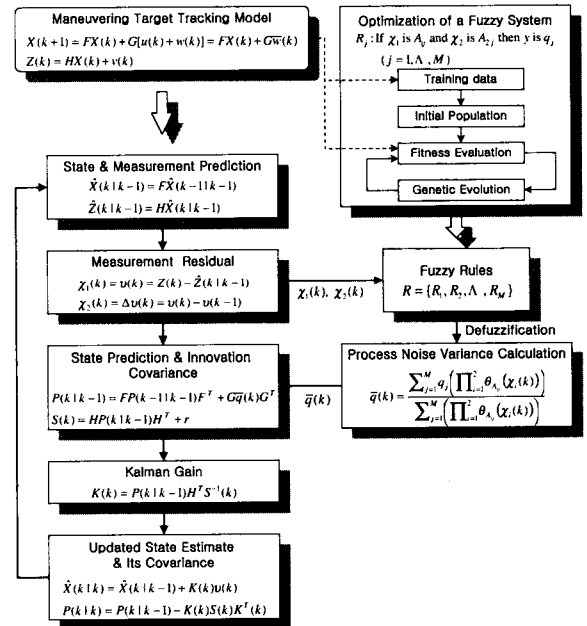 Maneuvering Target Tracking Model
X(k+1) = FX(k)+G[u(k)+w(k)] = FX(k)+Gw̅(k)
Z(k) = HX(k)+v(k)
Optimization of a Fuzzy System
R_j : If χ_1 is A_ij and χ_2 is A_2j then y is q_j
(j = 1,Λ , M)
Training data
Initial Population
Fitness Evaluation
Genetic Evolution
State & Measurement Prediction
X̂(k|k−1) = FX̂(k−1|k−1)
Ẑ(k|k−1) = HX̂(k|k−1)
Measurement Residual
χ_1(k) = υ(k) = Z(k)−Ẑ(k|k−1)
χ_2(k) = Δυ(k) = υ(k)−υ(k−1)
χ_1(k), χ_2(k)
Fuzzy Rules
R = {R_1, R_2, Λ , R_M}
Defuzzification
State Prediction & Innovation
Covariance
P(k|k−1) = FP(k−1|k−1)F^T + Gq̅(k)G^T
S(k) = HP(k|k−1)H^T + r
q̅(k)
Process Noise Variance Calculation
q̅(k) = ∑_{j=1}^{M} q_j(∏_{i=1}^{2} θ_{A_ij}(χ_i(k))) / ∑_{j=1}^{M} (∏_{i=1}^{2} θ_{A_ij}(χ_i(k)))
Kalman Gain
K(k) = P(k|k−1)H^T S^{−1}(k)
Updated State Estimate
& Its Covariance
X̂(k|k) = X̂(k|k−1) + K(k)υ(k)
P(k|k) = P(k|k−1) − K(k)S(k)K^T(k)